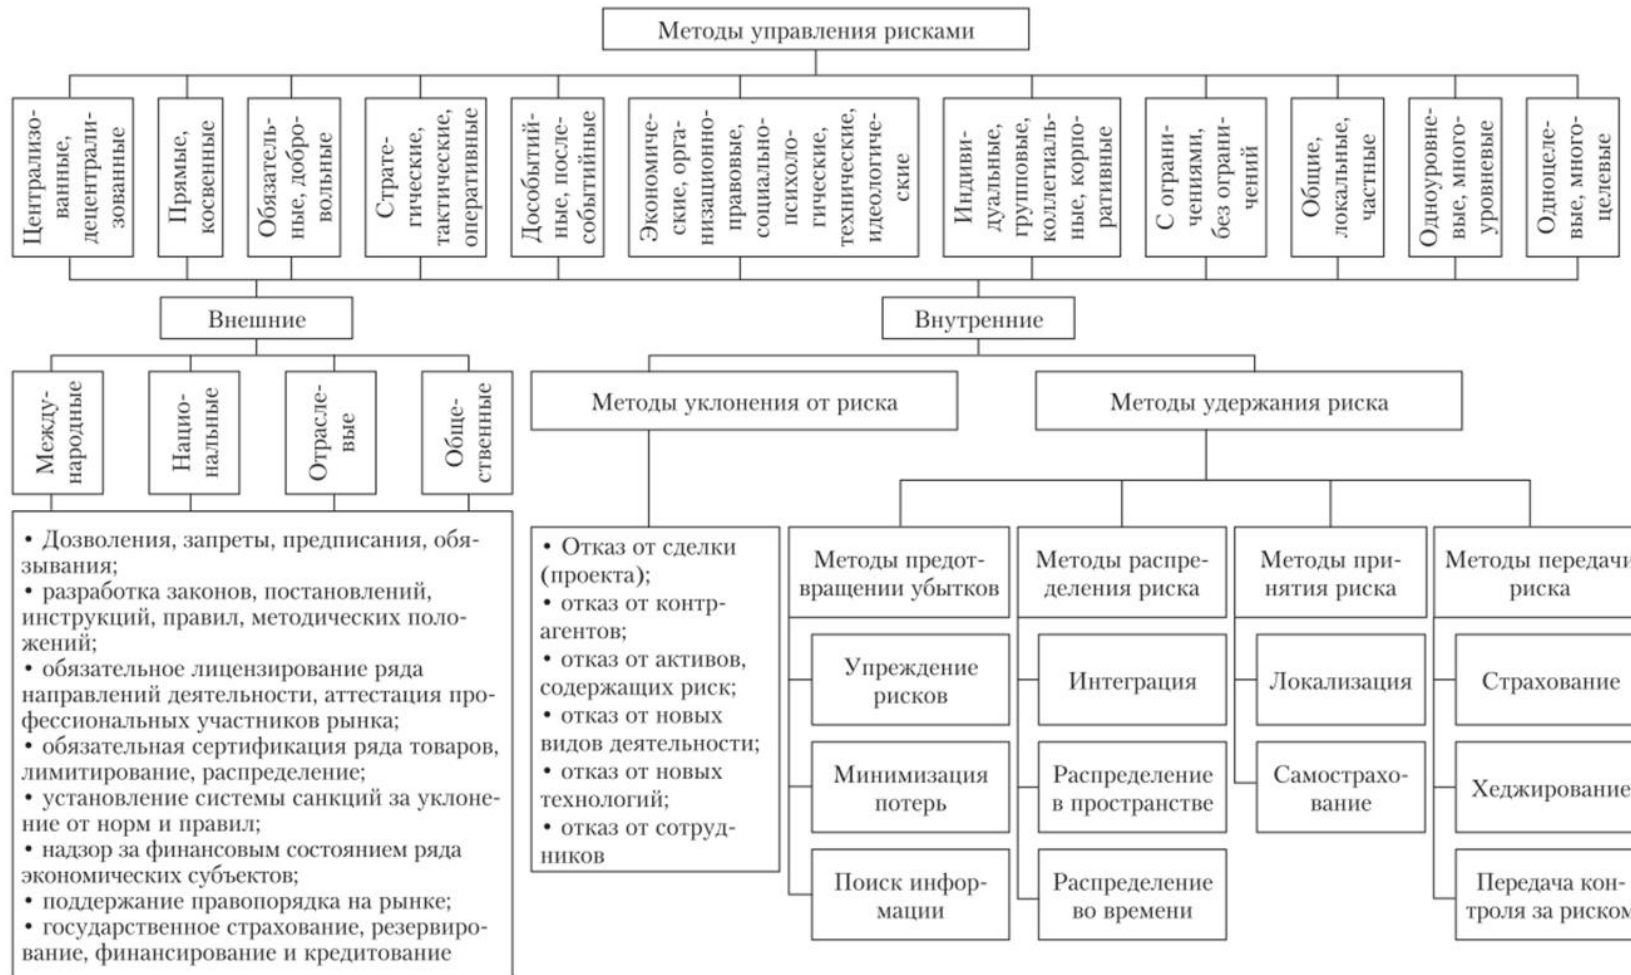 Методы управления рисками
Централизо-
ванные,
децентрали-
зованные
Прямые,
косвенные
Обязатель-
ные, добро-
вольные
Страте-
гические,
тактические,
оперативные
Дособытий-
ные, после-
событийные
Экономиче-
ские, орга-
низационно-
правовые,
социально-
психоло-
гические,
технические,
идеологиче-
ские
Индиви-
дуальные,
групповые,
коллегиаль-
ные, корпо-
ративные
С ограни-
чениями,
без ограни-
чений
Общие,
локальные,
частные
Одноуровне-
вые, много-
уровневые
Одноцеле-
вые, много-
целевые
Внешние
Внутренние
Между-
народные
Нацио-
нальные
Отрасле-
вые
Обще-
ственные
Методы уклонения от риска
Методы удержания риска
• Дозволения, запреты, предписания, обя-
зывания;
• разработка законов, постановлений,
инструкций, правил, методических поло-
жений;
• обязательное лицензирование ряда
направлений деятельности, аттестация про-
фессиональных участников рынка;
• обязательная сертификация ряда товаров,
лимитирование, распределение;
• установление системы санкций за уклоне-
ние от норм и правил;
• надзор за финансовым состоянием ряда
экономических субъектов;
• поддержание правопорядка на рынке;
• государственное страхование, резервиро-
вание, финансирование и кредитование
• Отказ от сделки
(проекта);
• отказ от контр-
агентов;
• отказ от активов,
содержащих риск;
• отказ от новых
видов деятельности;
• отказ от новых
технологий;
• отказ от сотруд-
ников
Методы предот-
вращении убытков
Упреждение
рисков
Минимизация
потерь
Поиск инфор-
мации
Методы распре-
деления риска
Интеграция
Распределение
в пространстве
Распределение
во времени
Методы при-
нятия риска
Локализация
Самострахо-
вание
Методы передачи
риска
Страхование
Хеджирование
Передача кон-
троля за риском